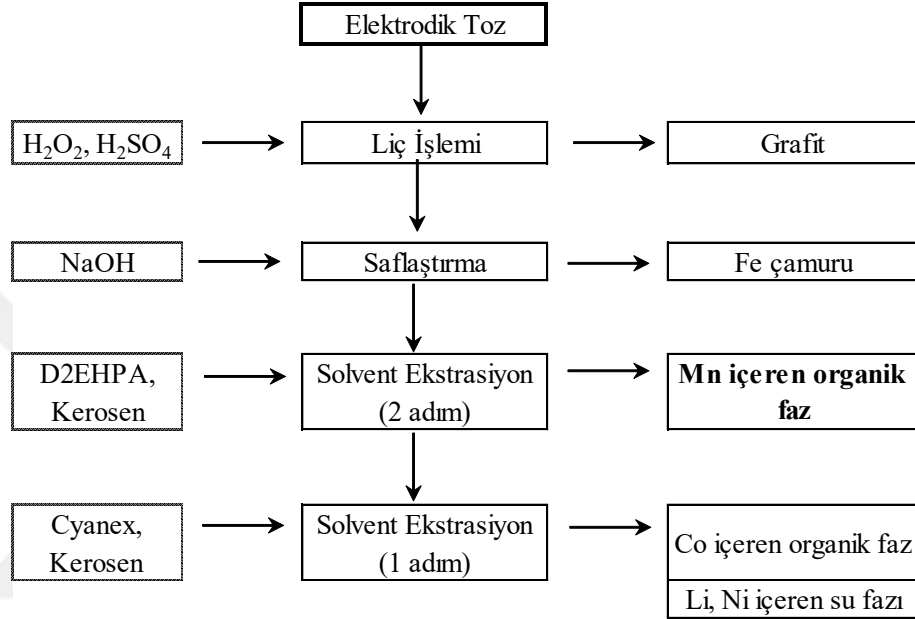 Elektrodik Toz
H₂O₂, H₂SO₄
Liç İşlemi
Grafit
NaOH
Saflaştırma
Fe çamuru
D2EHPA,
Kerosen
Solvent Ekstrasiyon
(2 adım)
Mn içeren organik
faz
Cyanex,
Kerosen
Solvent Ekstrasiyon
(1 adım)
Co içeren organik faz
Li, Ni içeren su fazı